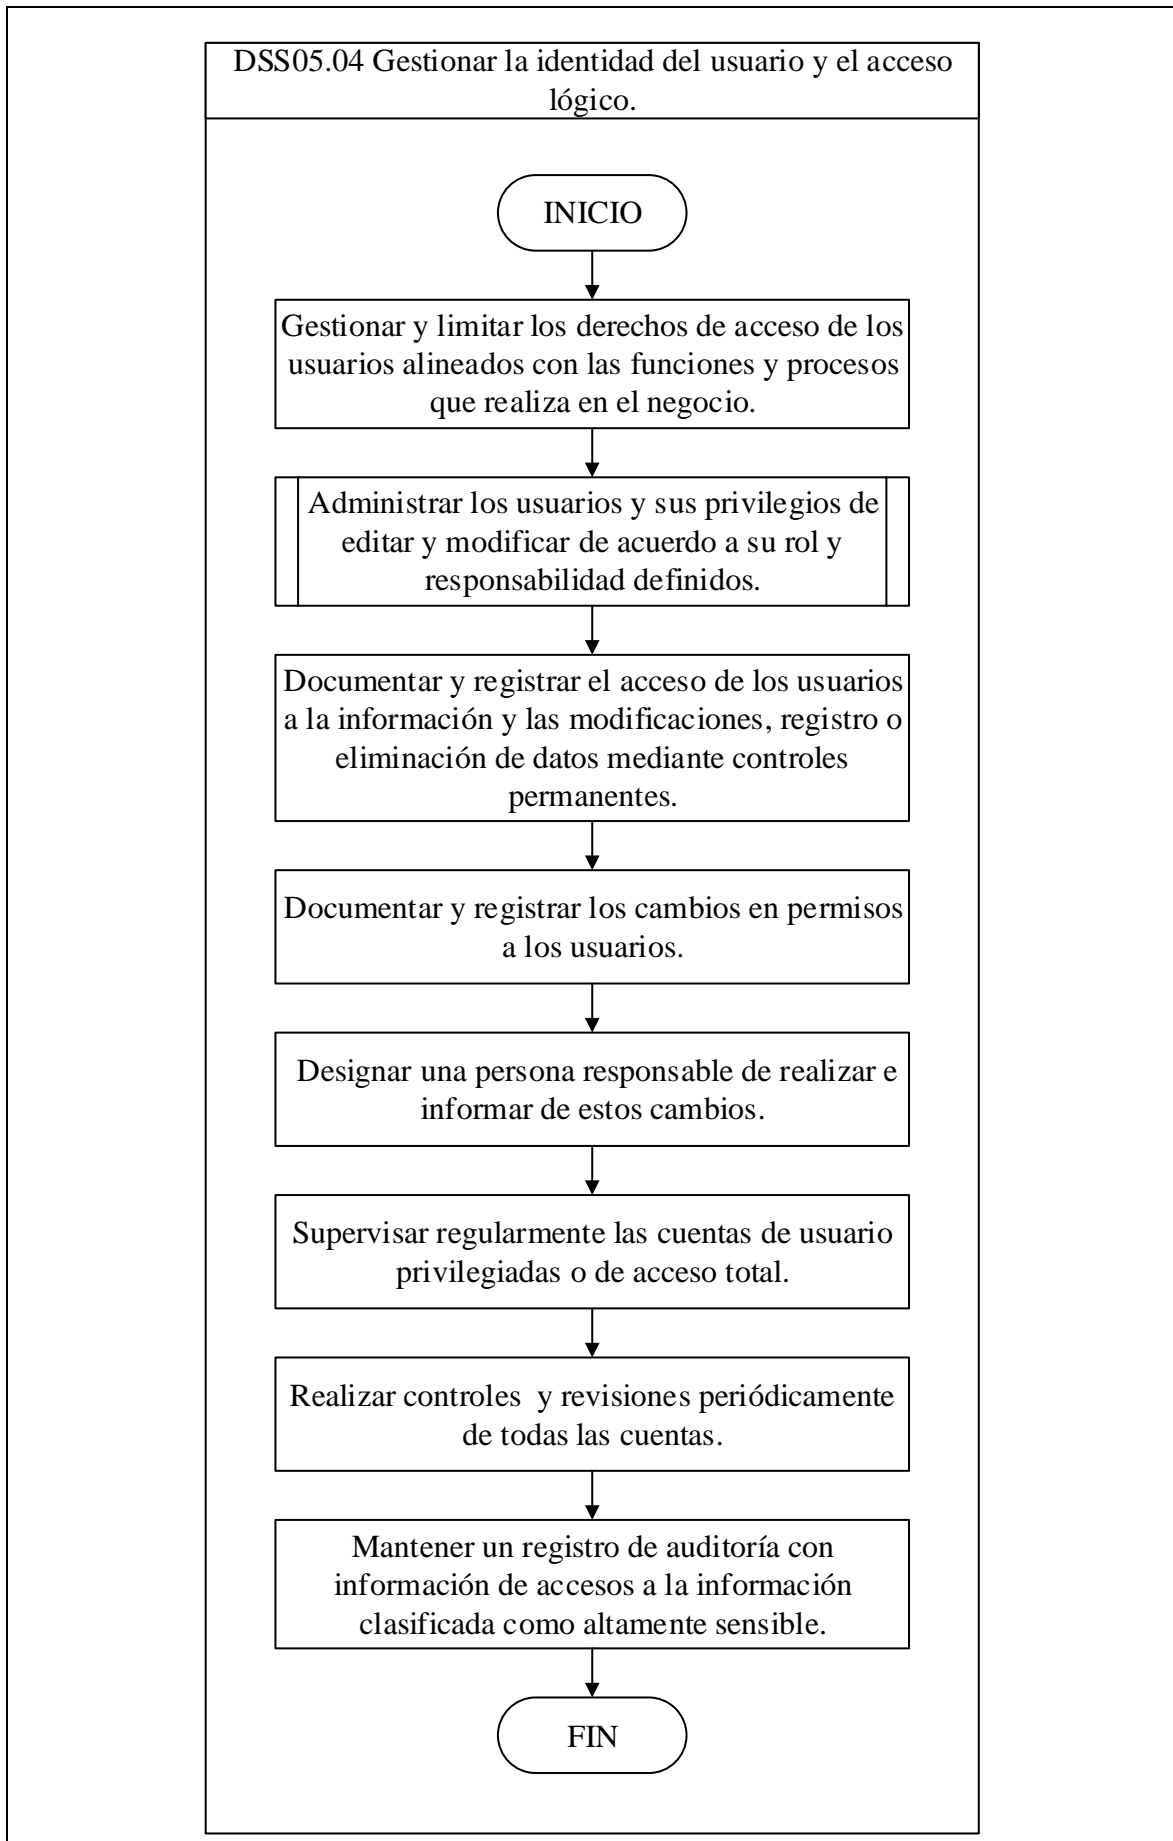 DSS05.04 Gestionar la identidad del usuario y el acceso
lógico.
INICIO
Gestionar y limitar los derechos de acceso de los
usuarios alineados con las funciones y procesos
que realiza en el negocio.
Administrar los usuarios y sus privilegios de
editar y modificar de acuerdo a su rol y
responsabilidad definidos.
Documentar y registrar el acceso de los usuarios
a la información y las modificaciones, registro o
eliminación de datos mediante controles
permanentes.
Documentar y registrar los cambios en permisos
a los usuarios.
Designar una persona responsable de realizar e
informar de estos cambios.
Supervisar regularmente las cuentas de usuario
privilegiadas o de acceso total.
Realizar controles  y revisiones periódicamente
de todas las cuentas.
Mantener un registro de auditoría con
información de accesos a la información
clasificada como altamente sensible.
FIN